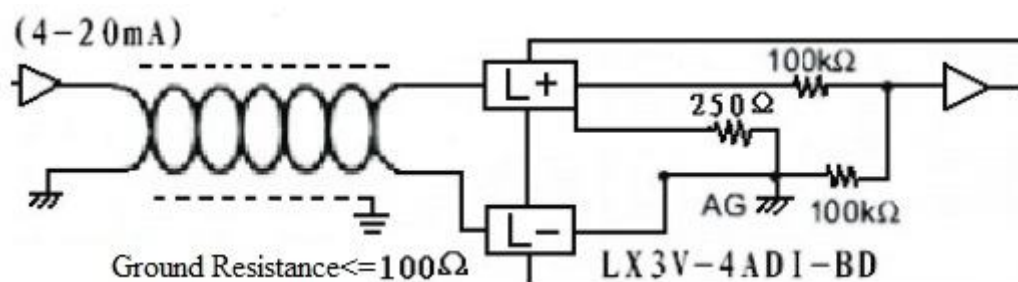 (4-20mA)
100kΩ
L+
250Ω
AG
100kΩ
L-
Ground Resistance<=100Ω
LX3V-4ADI-BD